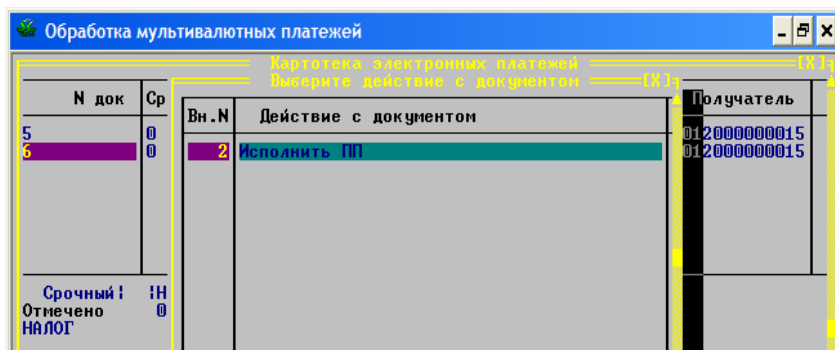 Обработка мультивалютных платежей
Картотека электронных платежей [X]
Выберите действие с документом [X]
N док Ср Вн.N Действие с документом Получатель
5 0 012000000015
6 0 2 Исполнить ПП 012000000015
Срочный¦ ¦Н
Отмечено 0
НАЛОГ